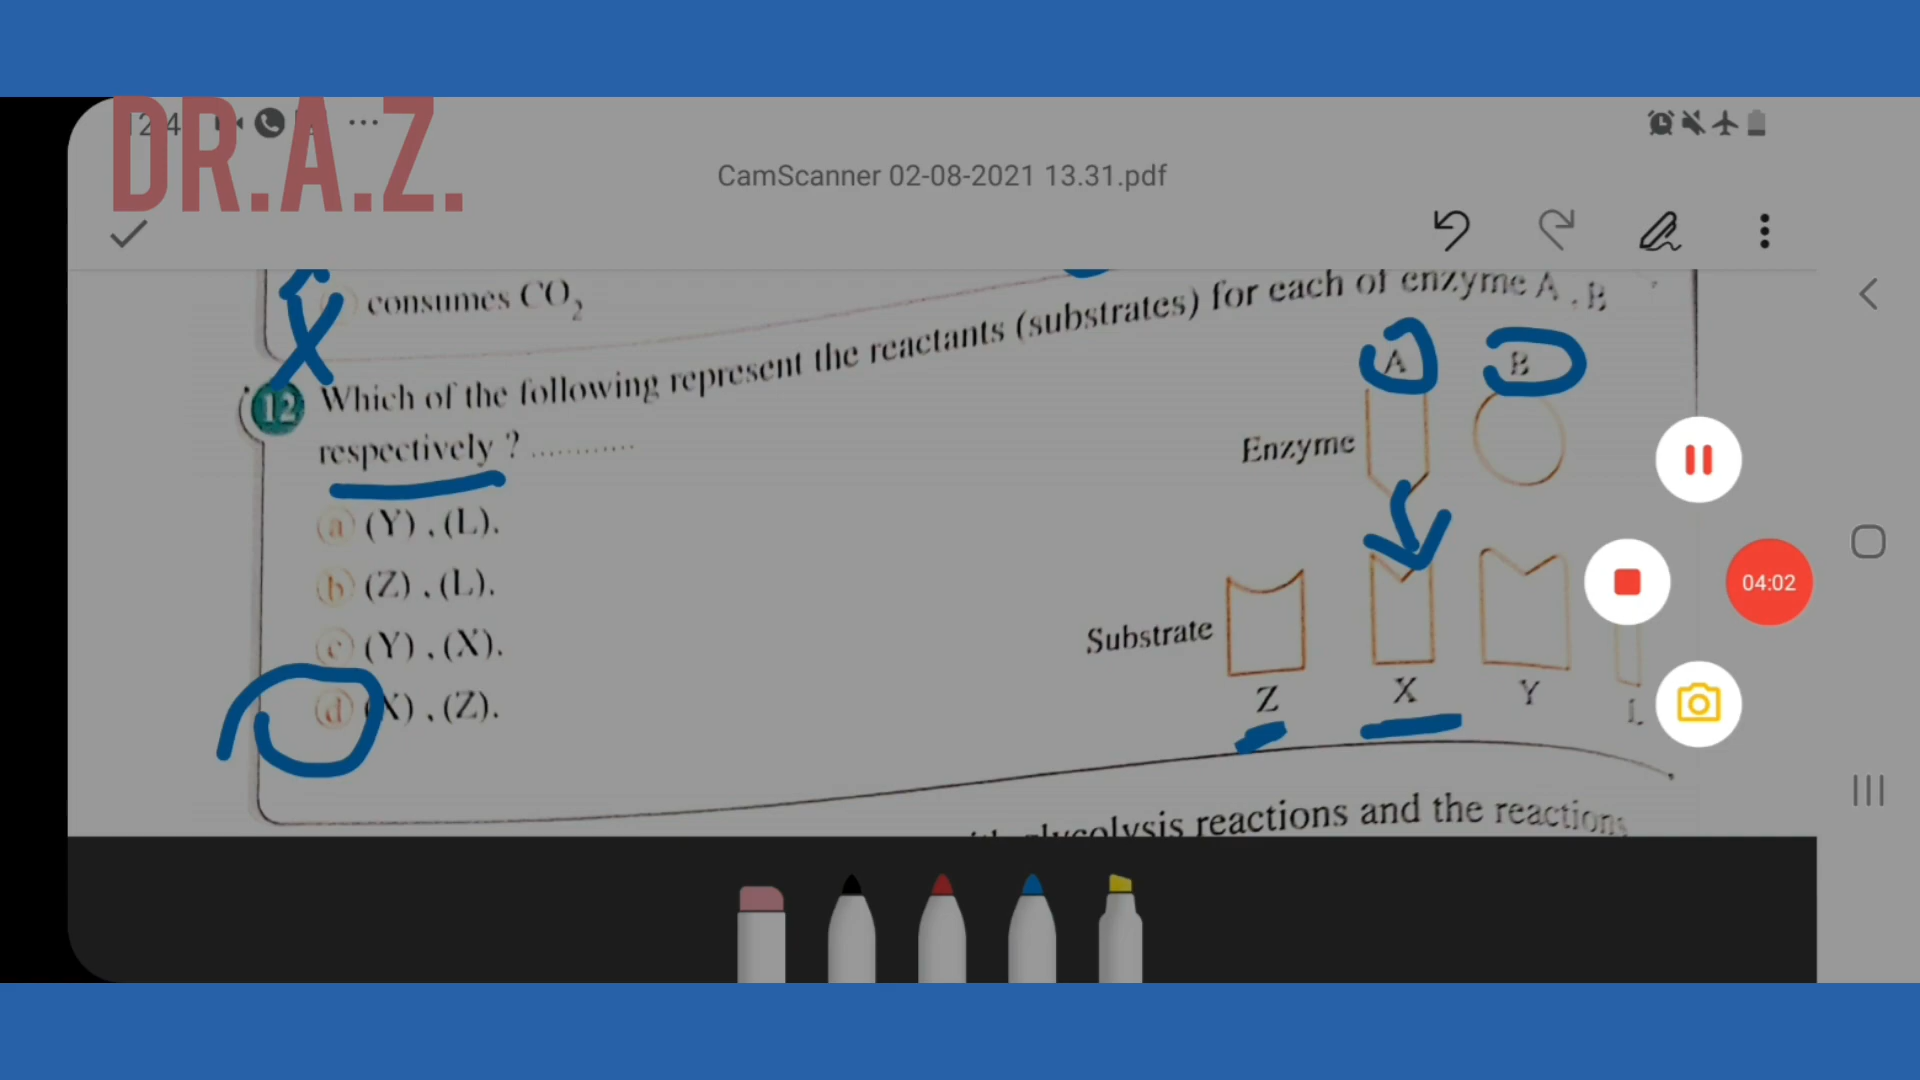 DR.A.Z.
CamScanner 02-08-2021 13.31.pdf
consumes CO2
12 Which of the following represent the reactants (substrates) for each of enzyme A , B
respectively ? ............
A B
Enzyme
a (Y) , (L).
b (Z) , (L).
c (Y) , (X).
d (X) , (Z).
Substrate
Z X Y L
04:02
glycolysis reactions and the reactions